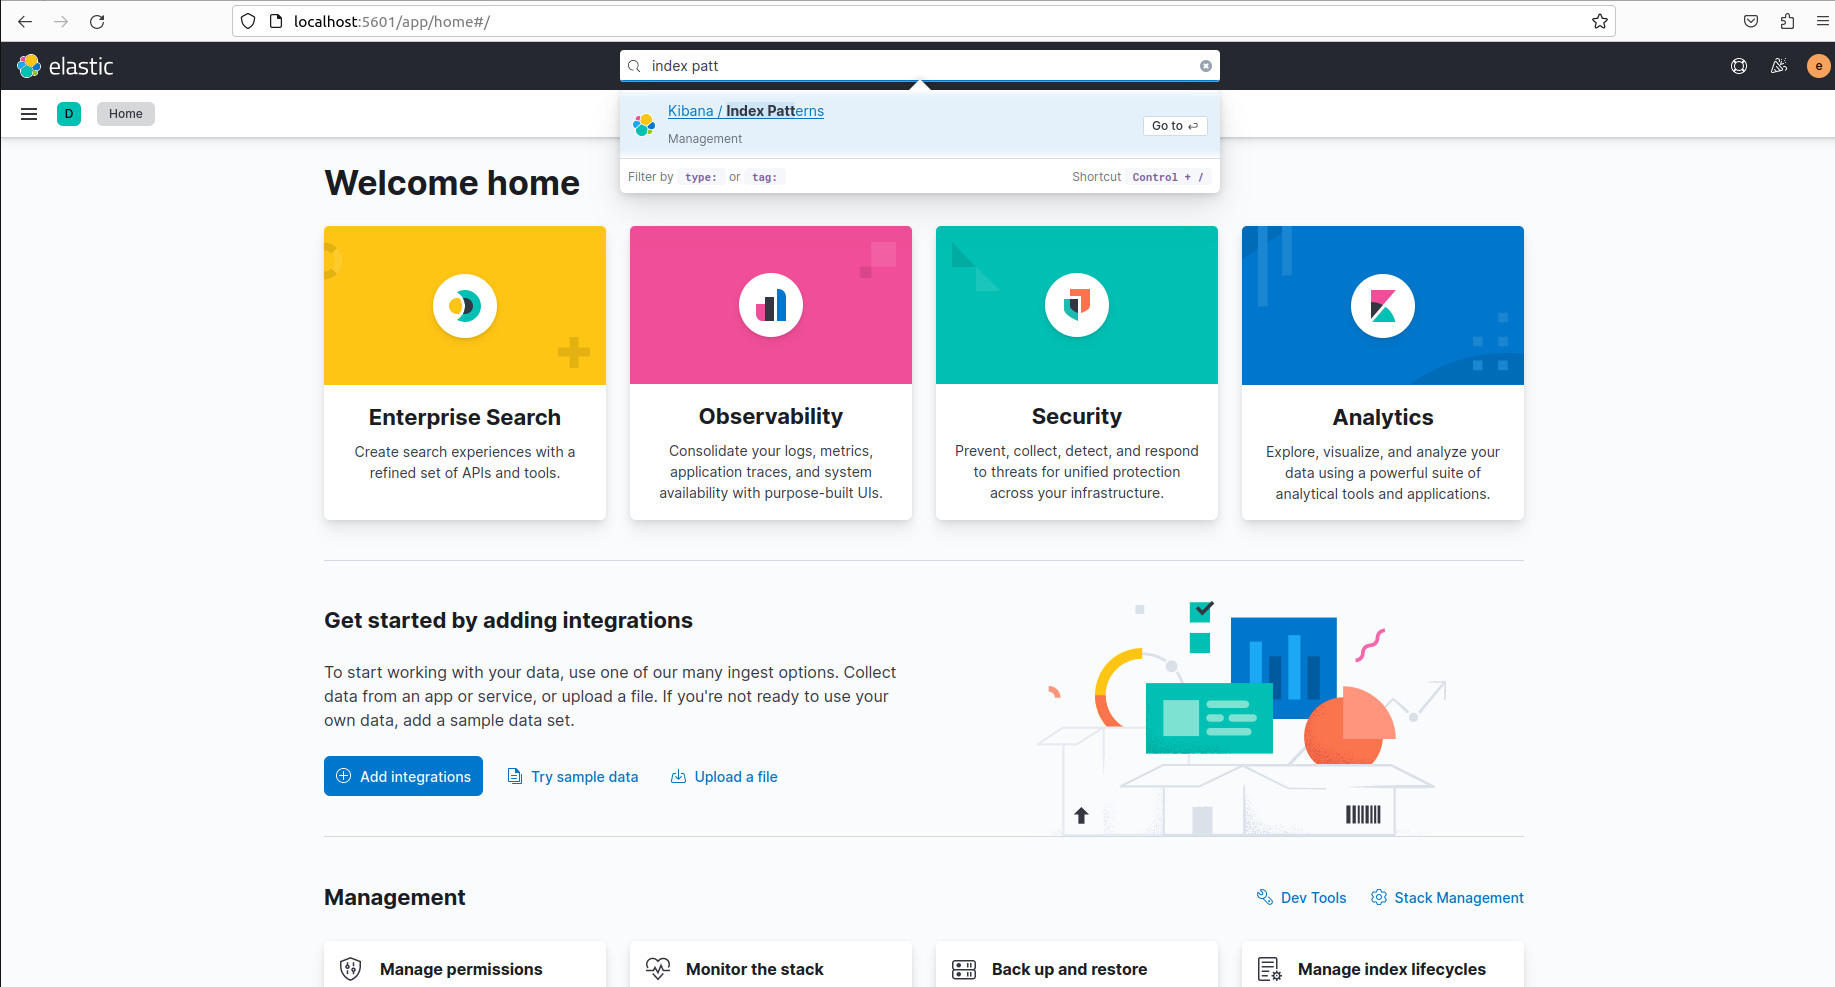 localhost:5601/app/home#/
elastic
index patt
e
D
Home
Kibana / Index Patterns
Management
Go to
Filter by type: or tag:
Shortcut Control + /
Welcome home
Enterprise Search
Create search experiences with a
refined set of APIs and tools.
Observability
Consolidate your logs, metrics,
application traces, and system
availability with purpose-built UIs.
Security
Prevent, collect, detect, and respond
to threats for unified protection
across your infrastructure.
Analytics
Explore, visualize, and analyze your
data using a powerful suite of
analytical tools and applications.
Get started by adding integrations
To start working with your data, use one of our many ingest options. Collect
data from an app or service, or upload a file. If you're not ready to use your
own data, add a sample data set.
Add integrations
Try sample data
Upload a file
Management
Dev Tools
Stack Management
Manage permissions
Monitor the stack
Back up and restore
Manage index lifecycles